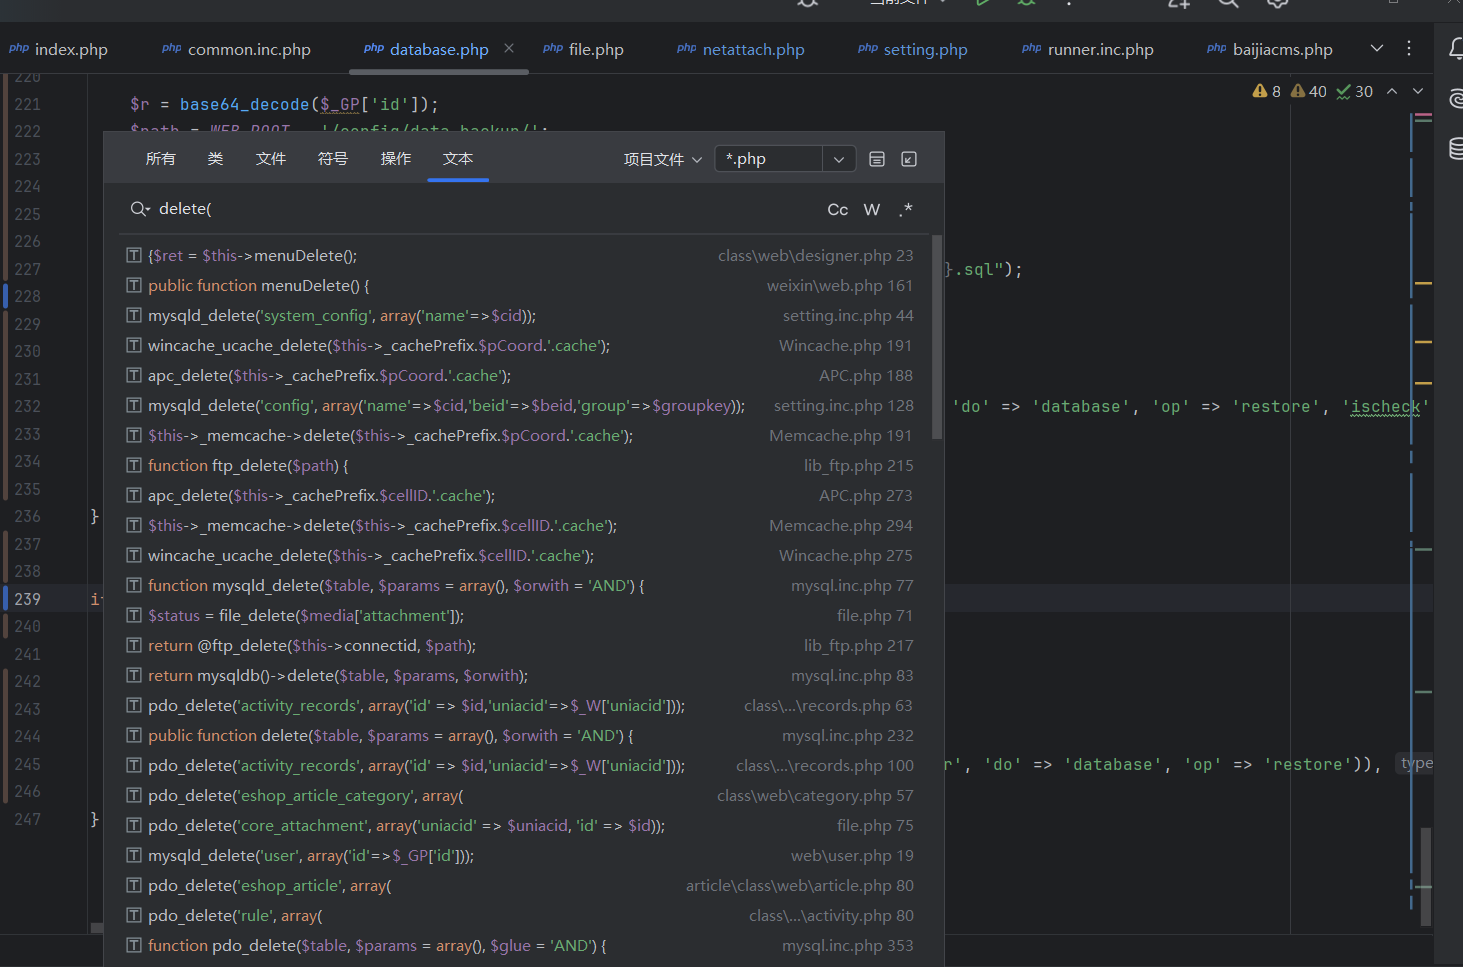 当前文件
php index.php
php common.inc.php
php database.php
php file.php
php netattach.php
php setting.php
php runner.inc.php
php baijiacms.php
8 40 30
220
221 $r = base64_decode($_GP['id']);
222 $path = WEB_ROOT . '/config/data_backup/';
223
224
225
226
227 }.sql");
228
229
230
231
232 'do' => 'database', 'op' => 'restore', 'ischeck'
233
234
235
236 }
237
238
239
240
241
242
243
244
245 r', 'do' => 'database', 'op' => 'restore')), type
246
247 }
所有 类 文件 符号 操作 文本 项目文件 *.php
delete( Cc W .*
{$ret = $this->menuDelete(); class\web\designer.php 23
public function menuDelete() { weixin\web.php 161
mysqld_delete('system_config', array('name'=>$cid)); setting.inc.php 44
wincache_ucache_delete($this->_cachePrefix.$pCoord.'.cache'); Wincache.php 191
apc_delete($this->_cachePrefix.$pCoord.'.cache'); APC.php 188
mysqld_delete('config', array('name'=>$cid,'beid'=>$beid,'group'=>$groupkey)); setting.inc.php 128
$this->_memcache->delete($this->_cachePrefix.$pCoord.'.cache'); Memcache.php 191
function ftp_delete($path) { lib_ftp.php 215
apc_delete($this->_cachePrefix.$cellID.'.cache'); APC.php 273
$this->_memcache->delete($this->_cachePrefix.$cellID.'.cache'); Memcache.php 294
wincache_ucache_delete($this->_cachePrefix.$cellID.'.cache'); Wincache.php 275
function mysqld_delete($table, $params = array(), $orwith = 'AND') { mysql.inc.php 77
$status = file_delete($media['attachment']); file.php 71
return @ftp_delete($this->connectid, $path); lib_ftp.php 217
return mysqldb()->delete($table, $params, $orwith); mysql.inc.php 83
pdo_delete('activity_records', array('id' => $id,'uniacid'=>$_W['uniacid'])); class\...\records.php 63
public function delete($table, $params = array(), $orwith = 'AND') { mysql.inc.php 232
pdo_delete('activity_records', array('id' => $id,'uniacid'=>$_W['uniacid'])); class\...\records.php 100
pdo_delete('eshop_article_category', array( class\web\category.php 57
pdo_delete('core_attachment', array('uniacid' => $uniacid, 'id' => $id)); file.php 75
mysqld_delete('user', array('id'=>$_GP['id'])); web\user.php 19
pdo_delete('eshop_article', array( article\class\web\article.php 80
pdo_delete('rule', array( class\...\activity.php 80
function pdo_delete($table, $params = array(), $glue = 'AND') { mysql.inc.php 353